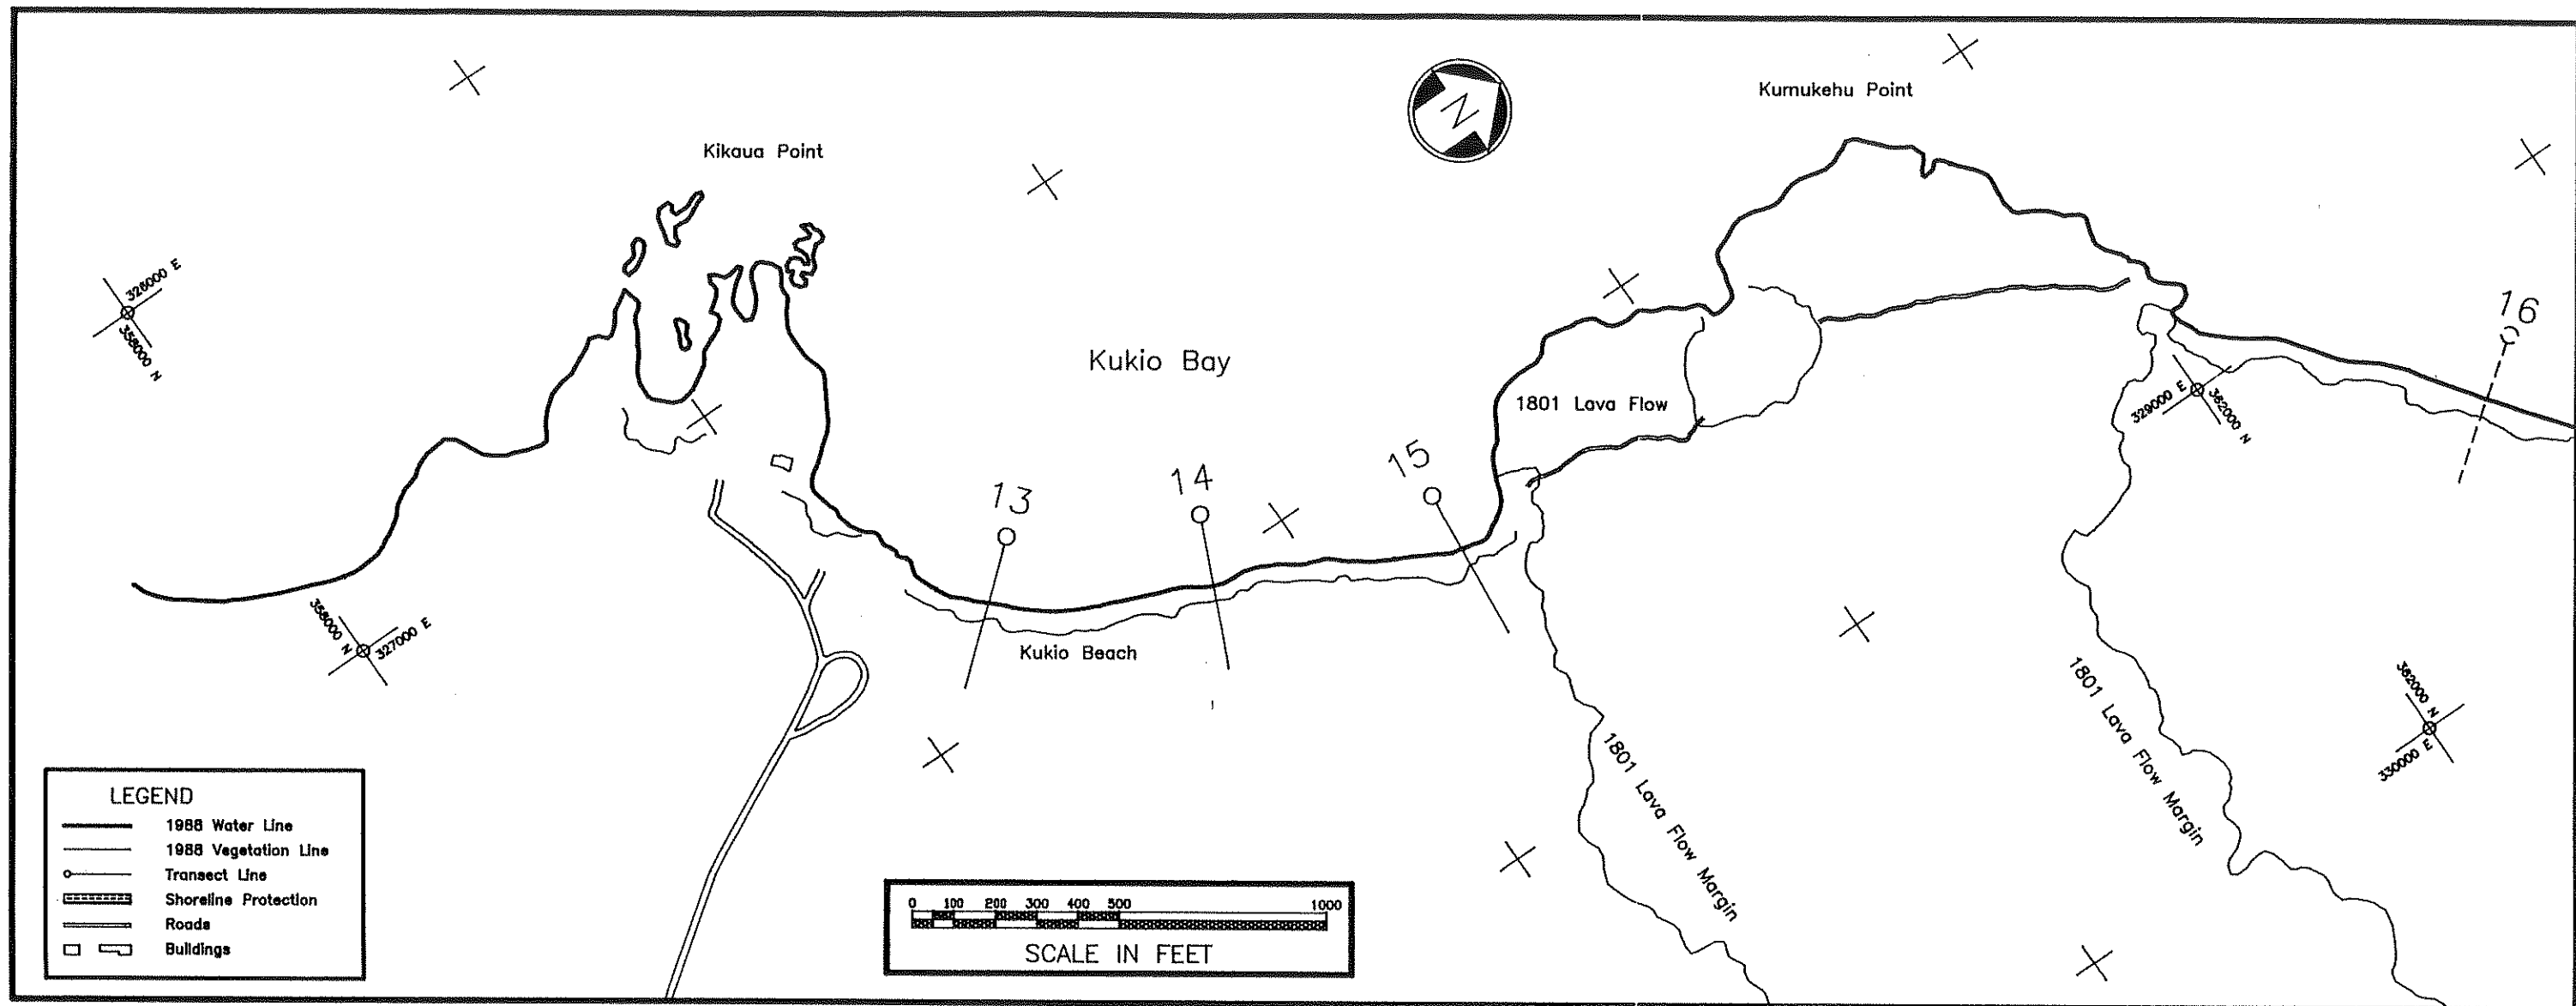 Kikaua Point
Kumukehu Point
N
326000 E
358000 N
Kukio Bay
16
1801 Lava Flow
329000 E
362000 N
13
14
15
358000 N
327000 E
Kukio Beach
1801 Lava Flow Margin
1801 Lava Flow Margin
362000 N
330000 E
LEGEND
1988 Water Line
1988 Vegetation Line
Transect Line
Shoreline Protection
Roads
Buildings
0 100 200 300 400 500 1000
SCALE IN FEET